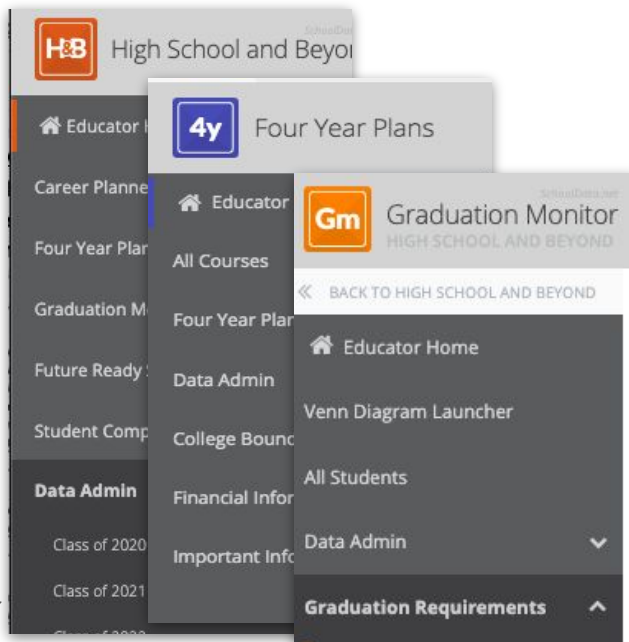 SchoolDa
H&B
High School and Beyo
Educator
Career Planne
Four Year Plan
Graduation M
Future Ready
Student Comp
Data Admin
Class of 2020
Class of 2021
4y
Four Year Plans
Educator
All Courses
Four Year Plan
Data Admin
College Bound
Financial Infor
Important Info
SchoolData.net
Gm
Graduation Monitor
HIGH SCHOOL AND BEYOND
« BACK TO HIGH SCHOOL AND BEYOND
Educator Home
Venn Diagram Launcher
All Students
Data Admin
Graduation Requirements